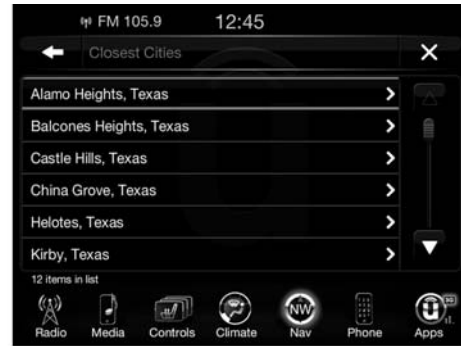 FM 105.9 12:45
Closest Cities
Alamo Heights, Texas
Balcones Heights, Texas
Castle Hills, Texas
China Grove, Texas
Helotes, Texas
Kirby, Texas
12 items in list
NW
3G
Radio Media Controls Climate Nav Phone Apps